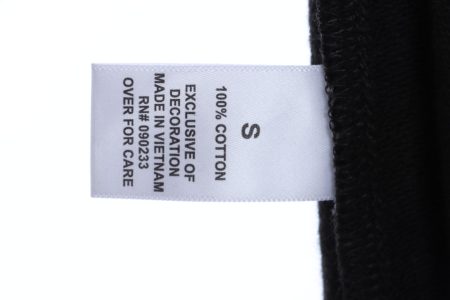 S
100% COTTON
EXCLUSIVE OF
DECORATION
MADE IN VIETNAM
RN# 090233
OVER FOR CARE